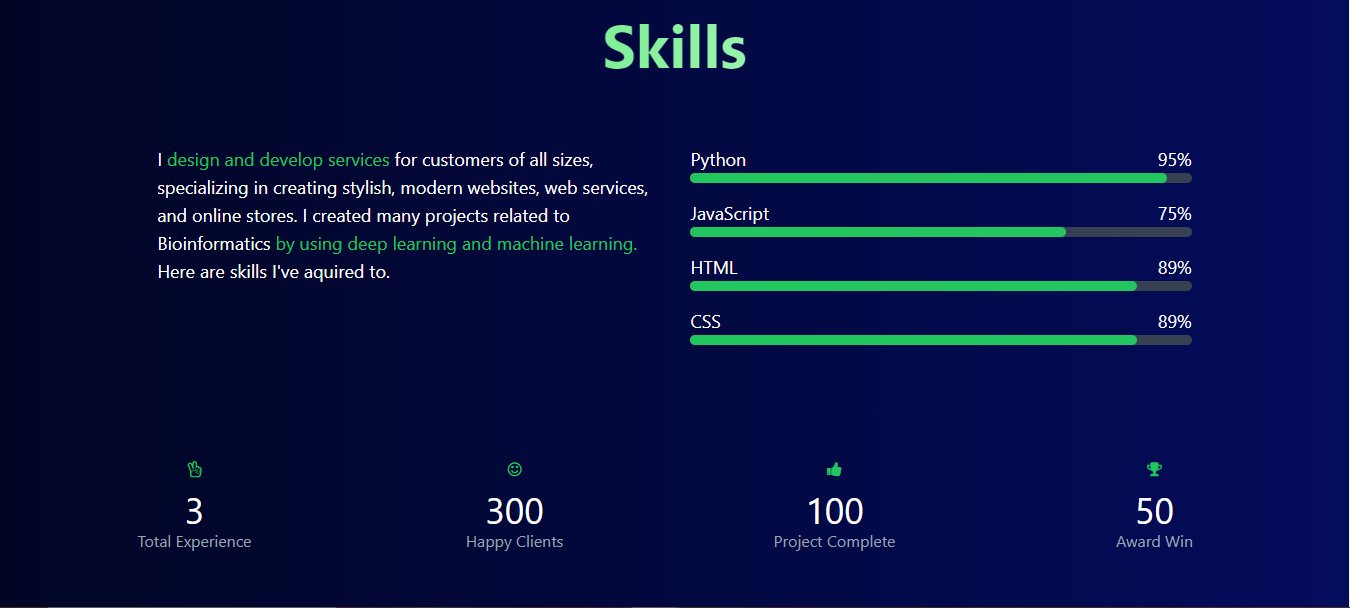 Skills
I design and develop services for customers of all sizes,
specializing in creating stylish, modern websites, web services,
and online stores. I created many projects related to
Bioinformatics by using deep learning and machine learning.
Here are skills I've aquired to.
Python 95%
JavaScript 75%
HTML 89%
CSS 89%
3
Total Experience
300
Happy Clients
100
Project Complete
50
Award Win